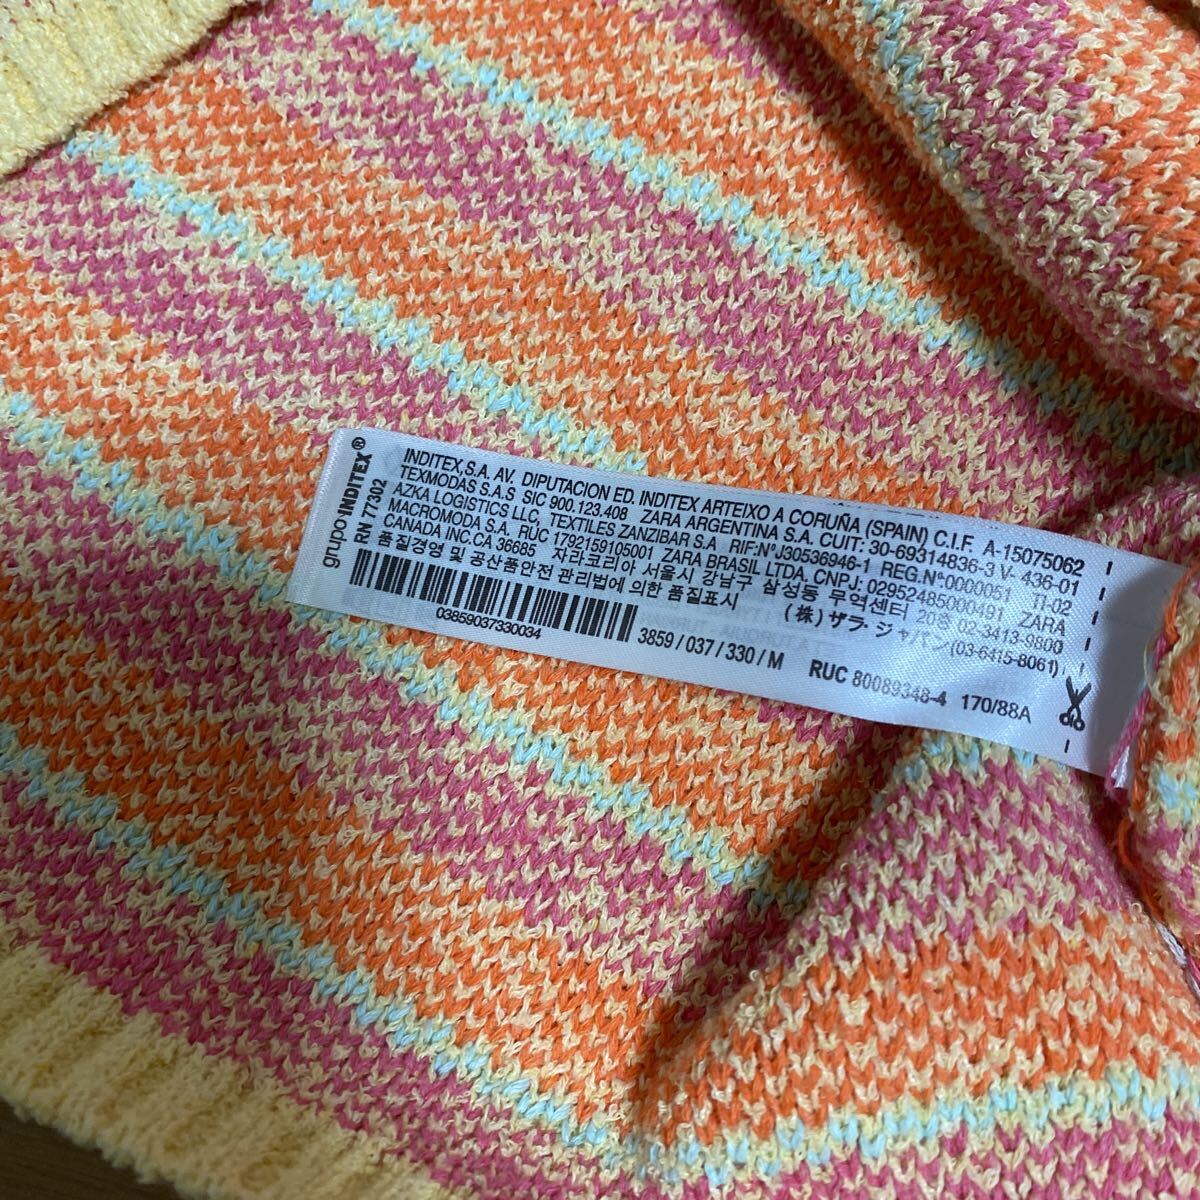 grupo INDITEX ®
RN 77302
INDITEX,S.A. AV. DIPUTACION ED. INDITEX ARTEIXO A CORUÑA (SPAIN) C.I.F. A-15075062
TEXMODAS S.A.S SIC 900.123.408 ZARA ARGENTINA S.A. CUIT: 30-69314836-3 V- 436-01
AZKA LOGISTICS LLC, TEXTILES ZANZIBAR S.A RIF:N°J30536946-1 REG.N°0000051 TI-02
MACROMODA S.A. RUC 1792159105001 ZARA BRASIL LTDA. CNPJ: 02952485000491 ZARA
CANADA INC.CA 36685 자라코리아 서울시 강남구 삼성동 무역센터 20층 02-3413-9800
품질경영 및 공산품안전 관리법에 의한 품질표시 (株)ザラ・ジャパン(03-6415-8061)
03859037330034
3859 / 037 / 330 / M RUC 80089348-4 170/88A